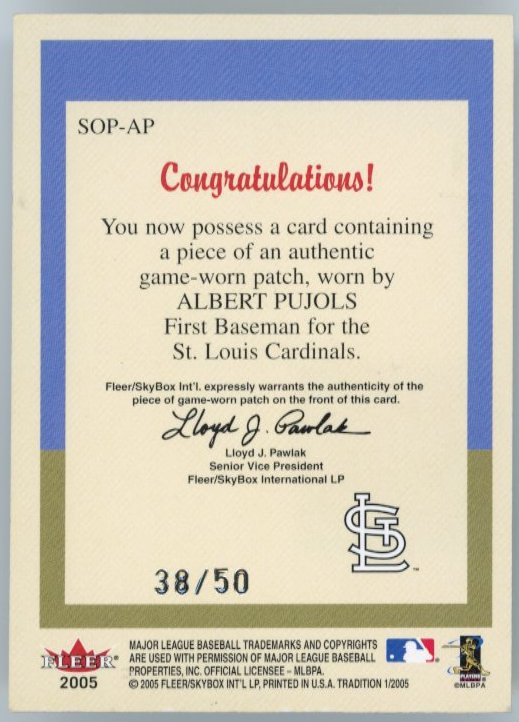 SOP-AP
Congratulations!
You now possess a card containing
a piece of an authentic
game-worn patch, worn by
ALBERT PUJOLS
First Baseman for the
St. Louis Cardinals.
Fleer/SkyBox Int'l. expressly warrants the authenticity of the
piece of game-worn patch on the front of this card.
Lloyd J. Pawlak
Lloyd J. Pawlak
Senior Vice President
Fleer/SkyBox International LP
STL™
38/50
FLEER®
2005
MAJOR LEAGUE BASEBALL TRADEMARKS AND COPYRIGHTS
ARE USED WITH PERMISSION OF MAJOR LEAGUE BASEBALL
PROPERTIES, INC. OFFICIAL LICENSEE – MLBPA.
© 2005 FLEER/SKYBOX INT'L LP, PRINTED IN U.S.A. TRADITION 1/2005
PLAYERS
©MLBPA